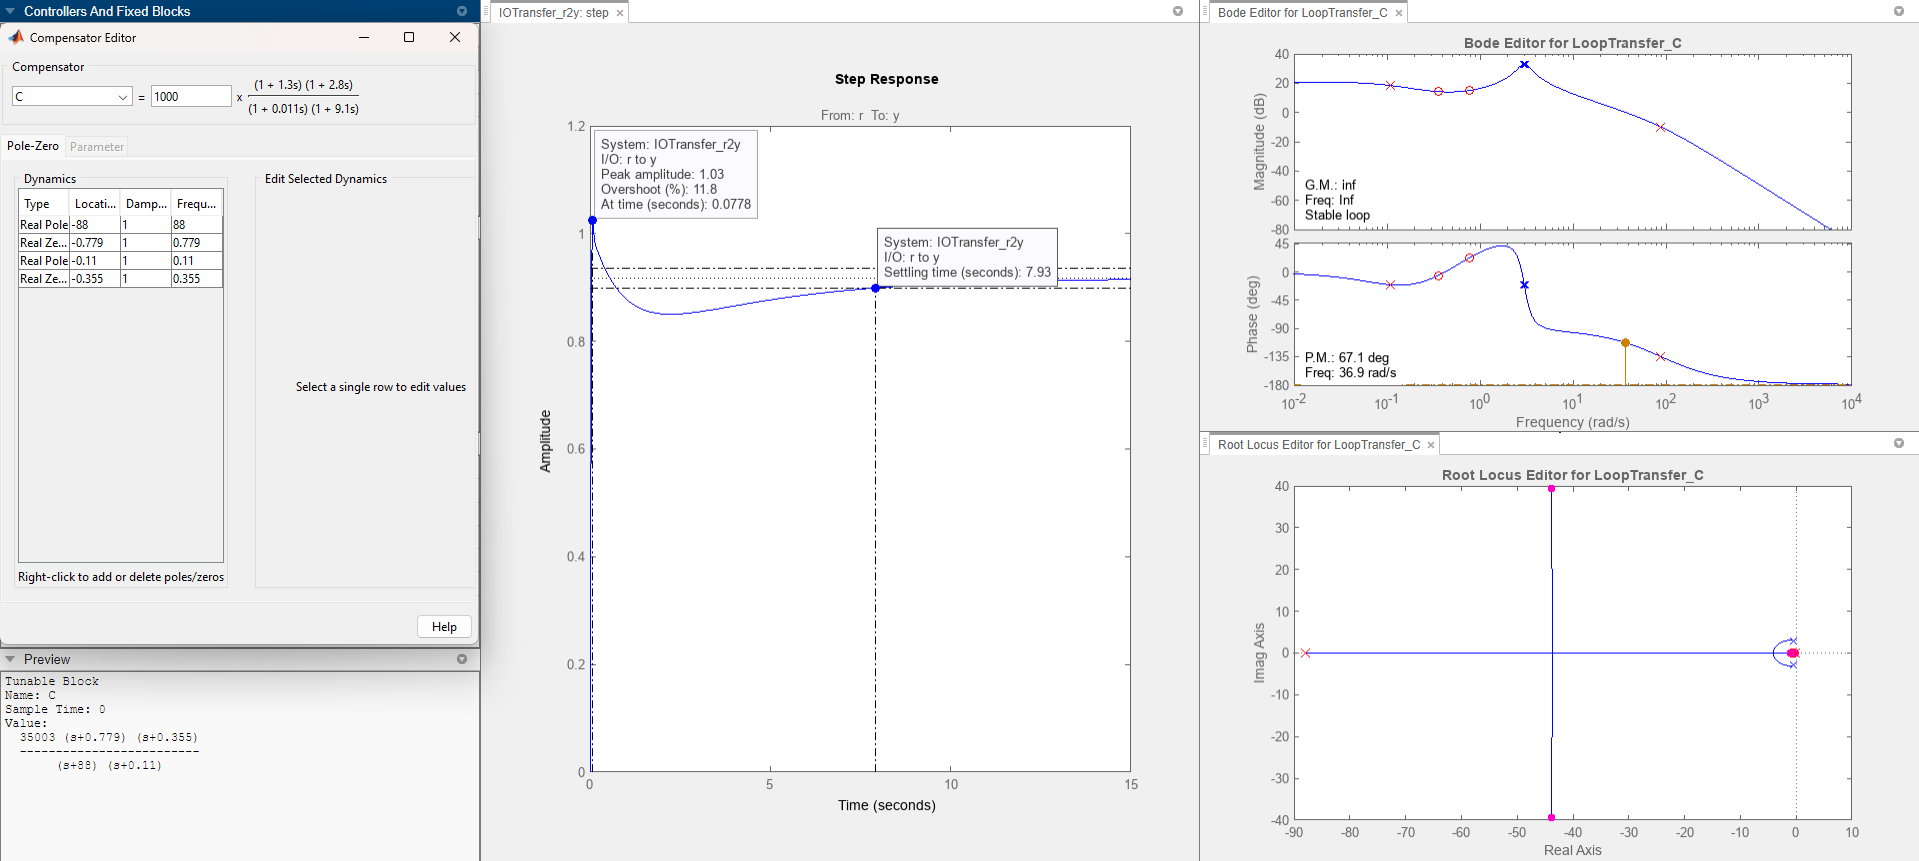 Controllers And Fixed Blocks
Compensator Editor
Compensator
C
=
1000
x
(1 + 1.3s) (1 + 2.8s)
(1 + 0.011s) (1 + 9.1s)
Pole-Zero
Parameter
Dynamics
Type Locati... Damp... Frequ...
Real Pole -88 1 88
Real Ze... -0.779 1 0.779
Real Pole -0.11 1 0.11
Real Ze... -0.355 1 0.355
Right-click to add or delete poles/zeros
Edit Selected Dynamics
Select a single row to edit values
Help
Preview
Tunable Block
Name: C
Sample Time: 0
Value:
35003 (s+0.779) (s+0.355)
-------------------------
(s+88) (s+0.11)
IOTransfer_r2y: step
Step Response
From: r To: y
System: IOTransfer_r2y
I/O: r to y
Peak amplitude: 1.03
Overshoot (%): 11.8
At time (seconds): 0.0778
System: IOTransfer_r2y
I/O: r to y
Settling time (seconds): 7.93
1.2
1
0.8
0.6
0.4
0.2
0
Amplitude
0 5 10 15
Time (seconds)
Bode Editor for LoopTransfer_C
Bode Editor for LoopTransfer_C
Magnitude (dB)
40
20
0
-20
-40
-60
-80
G.M.: inf
Freq: Inf
Stable loop
Phase (deg)
45
0
-45
-90
-135
-180
P.M.: 67.1 deg
Freq: 36.9 rad/s
10-2 10-1 100 101 102 103 104
Frequency (rad/s)
Root Locus Editor for LoopTransfer_C
Root Locus Editor for LoopTransfer_C
Imag Axis
40
30
20
10
0
-10
-20
-30
-40
-90 -80 -70 -60 -50 -40 -30 -20 -10 0 10
Real Axis